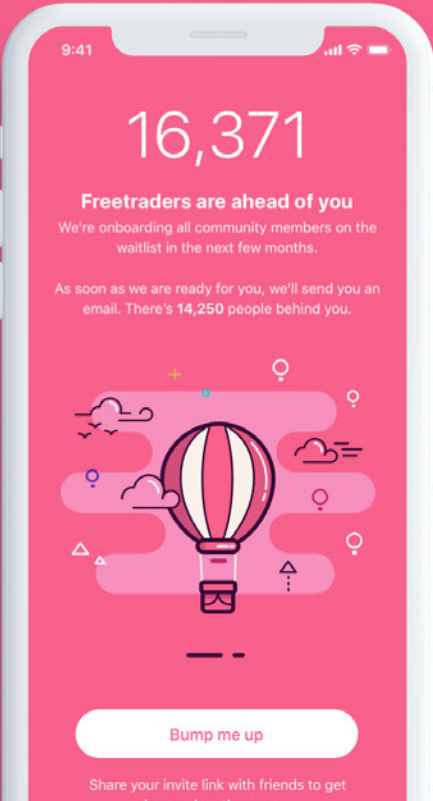 9:41
16,371
Freetraders are ahead of you
We're onboarding all community members on the
waitlist in the next few months.
As soon as we are ready for you, we'll send you an
email. There's 14,250 people behind you.
Bump me up
Share your invite link with friends to get